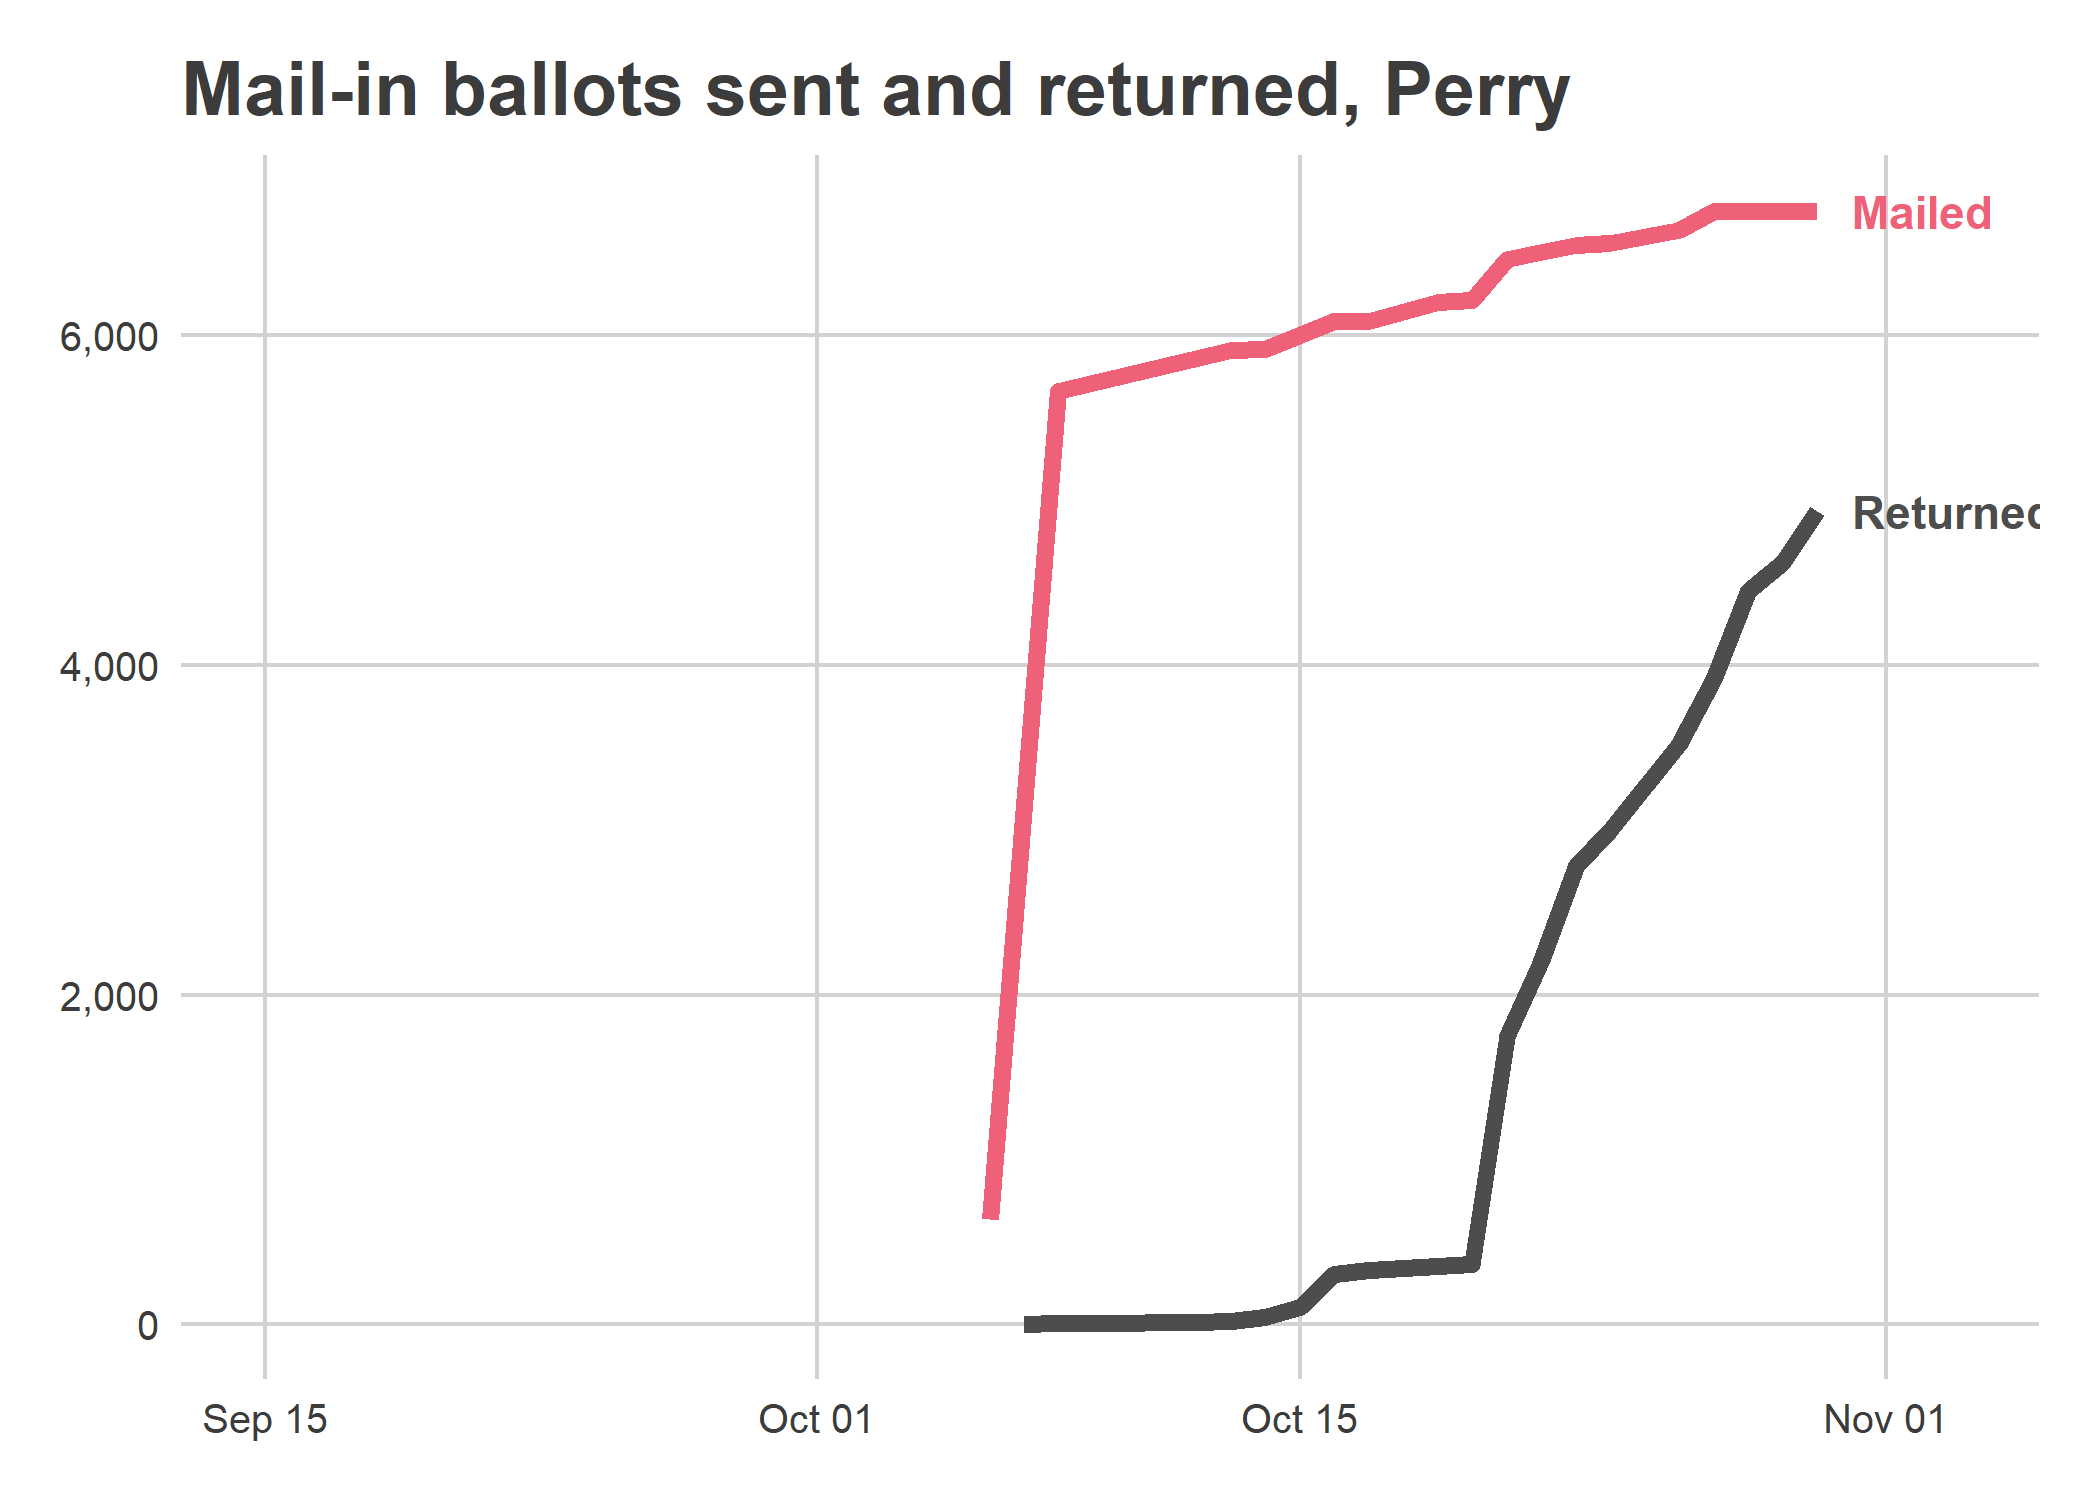 Mail-in ballots sent and returned, Perry
Mailed
6,000
Returned
4,000
2,000
0
Sep 15 Oct 01 Oct 15 Nov 01